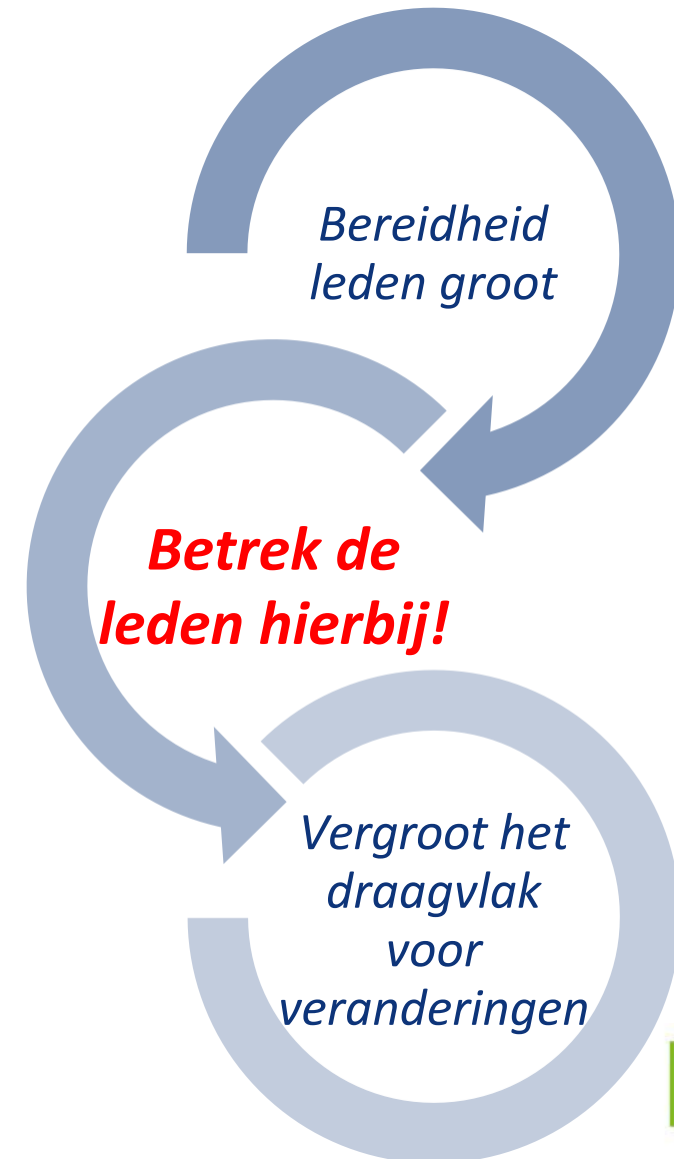 Bereidheid
leden groot
Betrek de
leden hierbij!
Vergroot het
draagvlak
voor
veranderingen